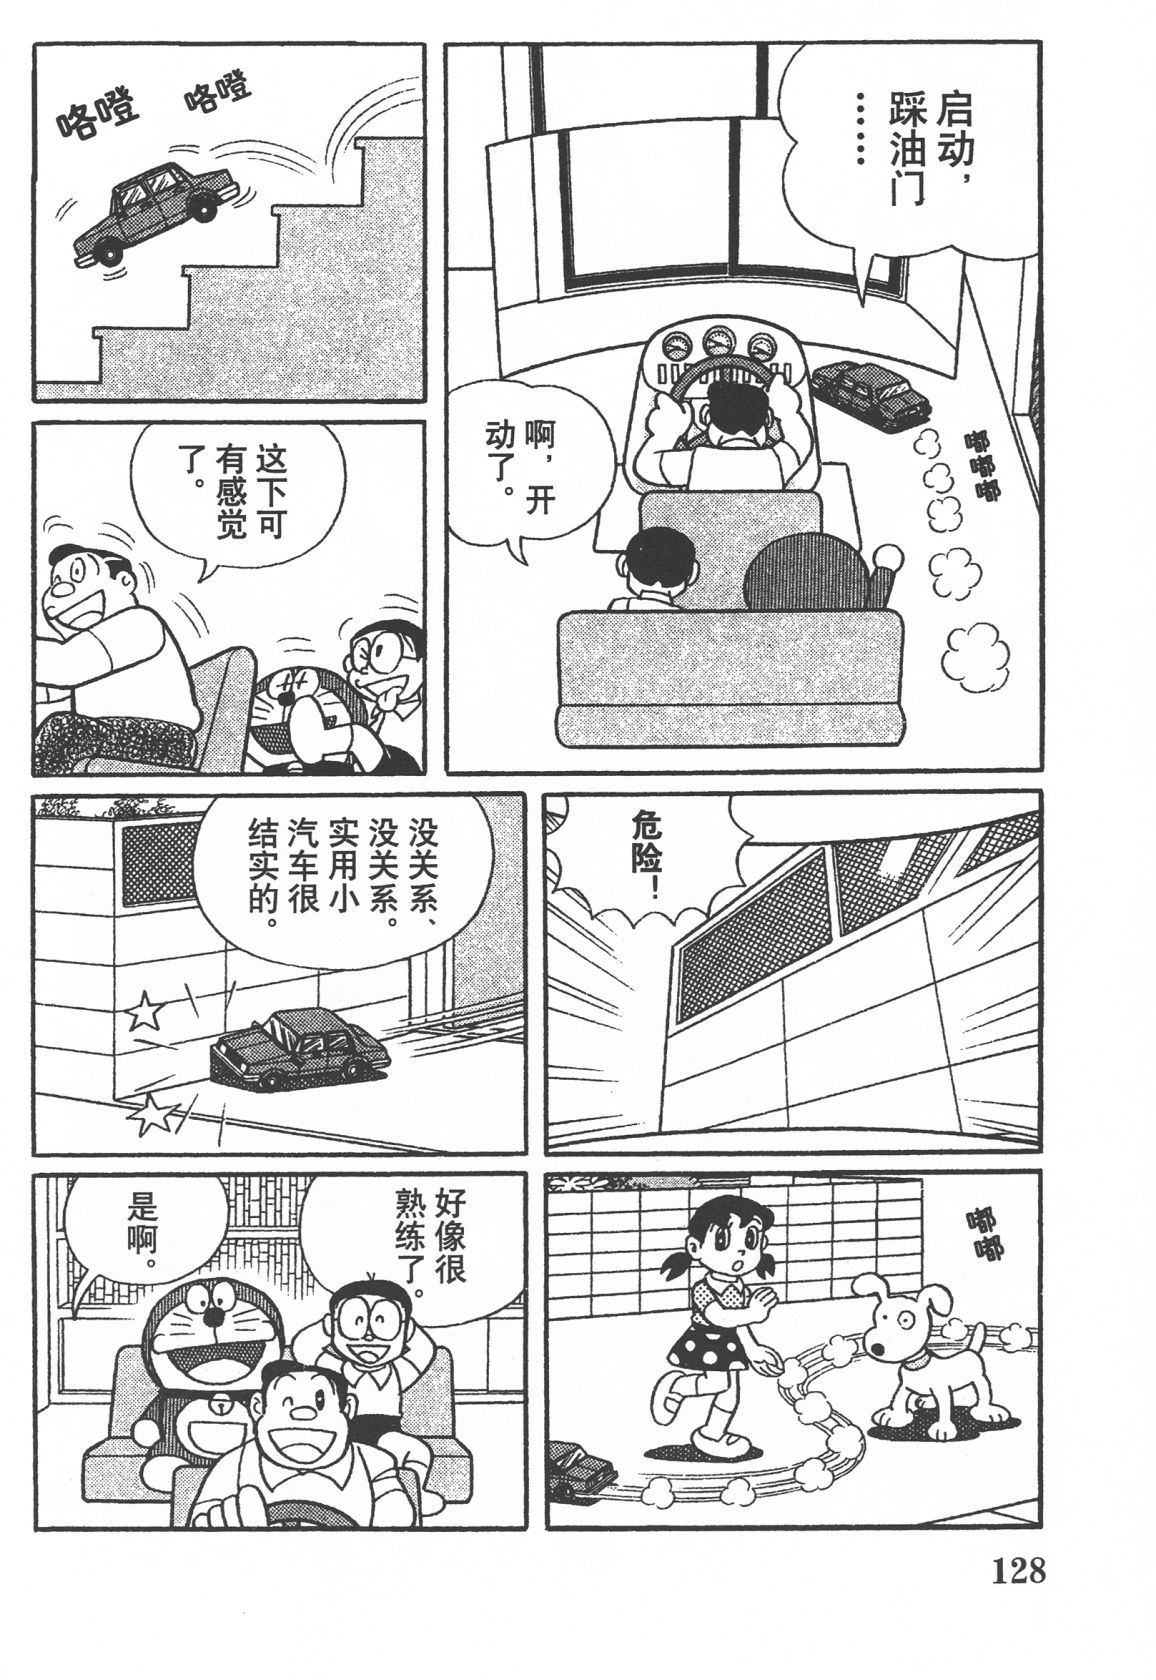 启动，
踩油门
……
嘟嘟嘟
啊，开
动了。
咯噔
咯噔
这下可
有感觉
了。
危险！
没关系、
没关系。
实用小
汽车很
结实的。
嘟嘟
好像很
熟练了。
是啊。
128